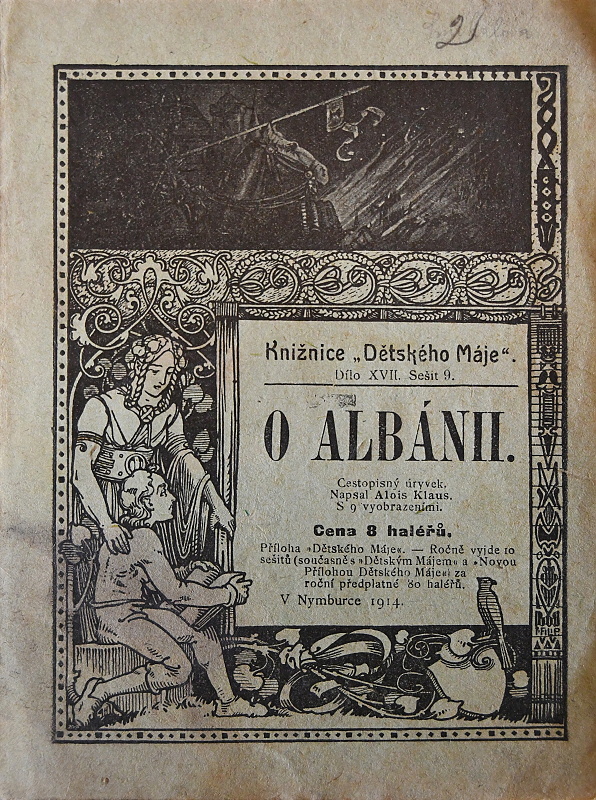 21
Knižnice „Dětského Máje“.
Dílo XVII. Sešit 9.
O ALBÁNII.
Cestopisný úryvek.
Napsal Alois Klaus.
S 9 vyobrazeními.
Cena 8 haléřů.
Příloha »Dětského Máje«. — Ročně vyjde 10
sešitů (současně s »Dětským Májem« a »Novou
Přílohou Dětského Máje«) za
roční předplatné 80 haléřů.
V Nymburce 1914.